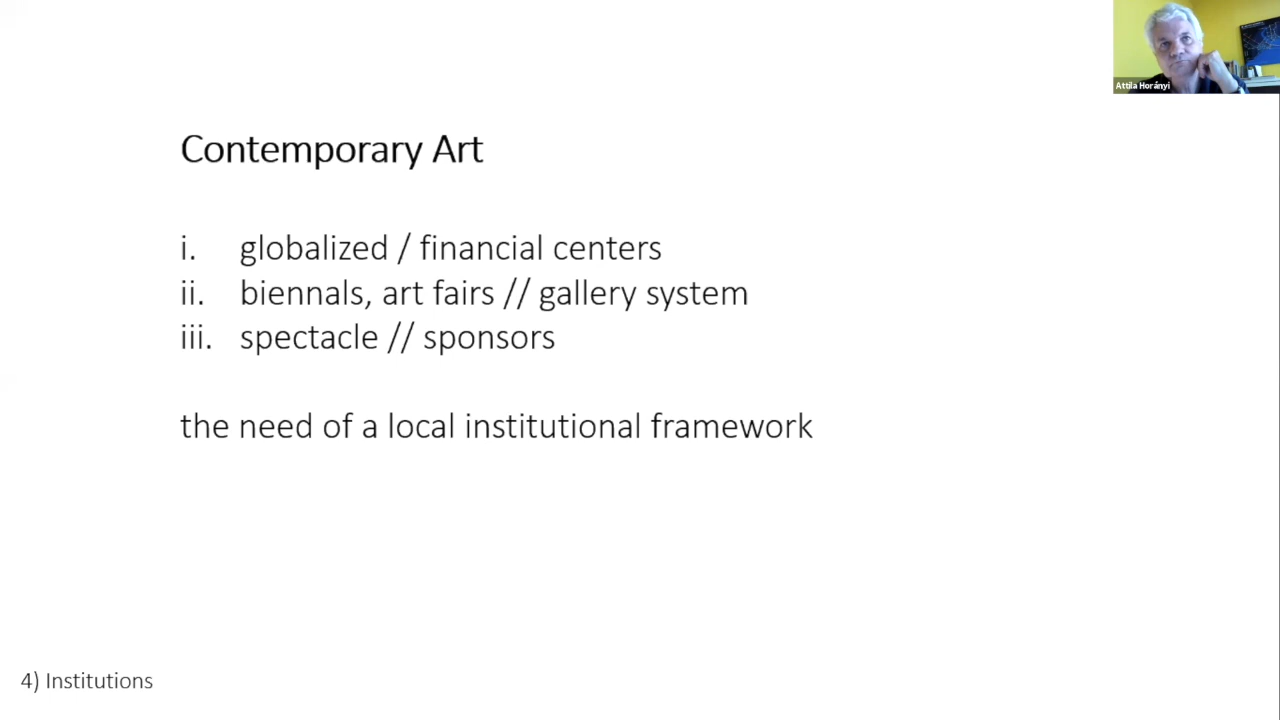 Attila Horányi
Contemporary Art
i. globalized / financial centers
ii. biennals, art fairs // gallery system
iii. spectacle // sponsors
the need of a local institutional framework
4) Institutions